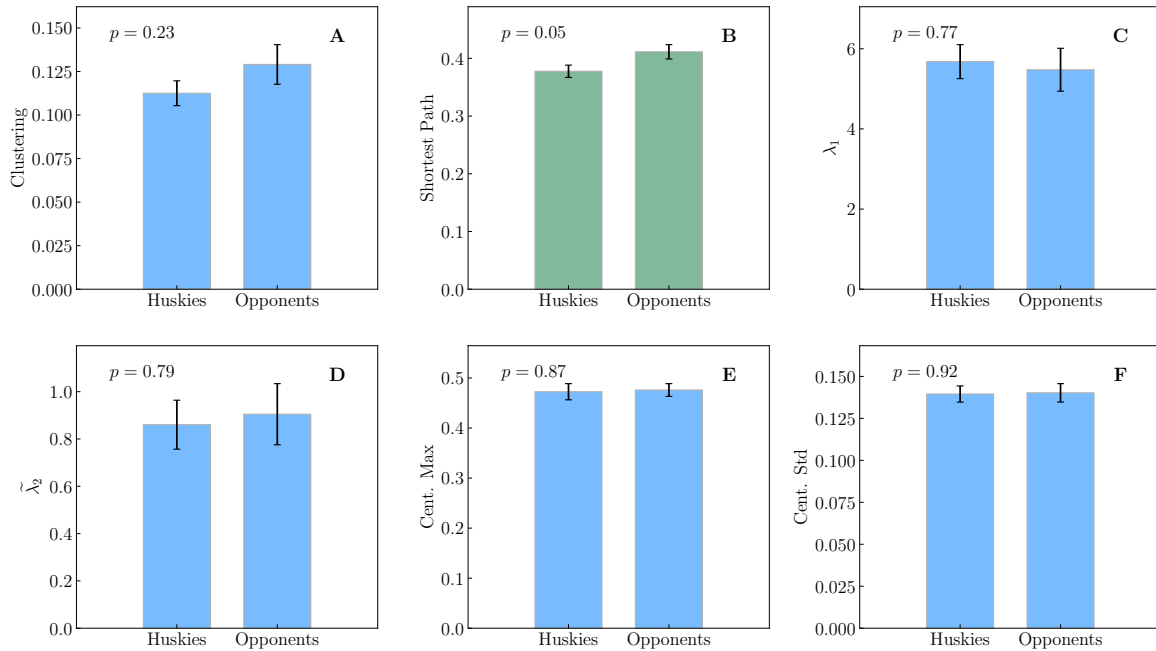 p = 0.23
A
0.125
0.100
0.075
0.050
0.025
0.000
Clustering
Huskies
Opponents
p = 0.05
B
0.4
0.3
0.2
0.1
0.0
Shortest Path
Huskies
Opponents
p = 0.77
C
6
4
2
0
λ₁
Huskies
Opponents
p = 0.79
D
1.0
0.8
0.6
0.4
0.2
0.0
λ̃₂
Huskies
Opponents
p = 0.87
E
0.5
0.4
0.3
0.2
0.1
0.0
Cent. Max
Huskies
Opponents
p = 0.92
F
0.150
0.125
0.100
0.075
0.050
0.025
0.000
Cent. Std
Huskies
Opponents